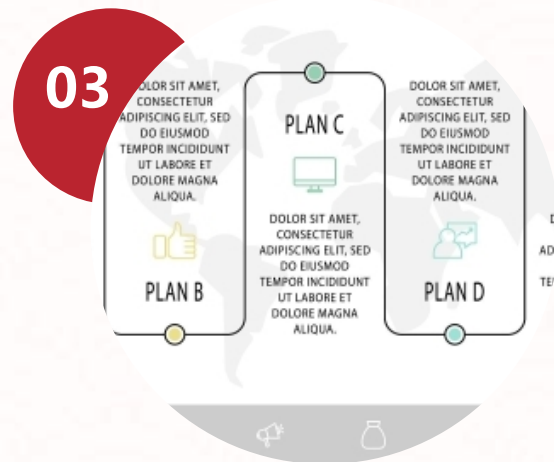 03
DOLOR SIT AMET,
CONSECTETUR
ADIPISCING ELIT, SED
DO EIUSMOD
TEMPOR INCIDIDUNT
UT LABORE ET
DOLORE MAGNA
ALIQUA.
PLAN B
PLAN C
DOLOR SIT AMET,
CONSECTETUR
ADIPISCING ELIT, SED
DO EIUSMOD
TEMPOR INCIDIDUNT
UT LABORE ET
DOLORE MAGNA
ALIQUA.
DOLOR SIT AMET,
CONSECTETUR
ADIPISCING ELIT, SED
DO EIUSMOD
TEMPOR INCIDIDUNT
UT LABORE ET
DOLORE MAGNA
ALIQUA.
PLAN D